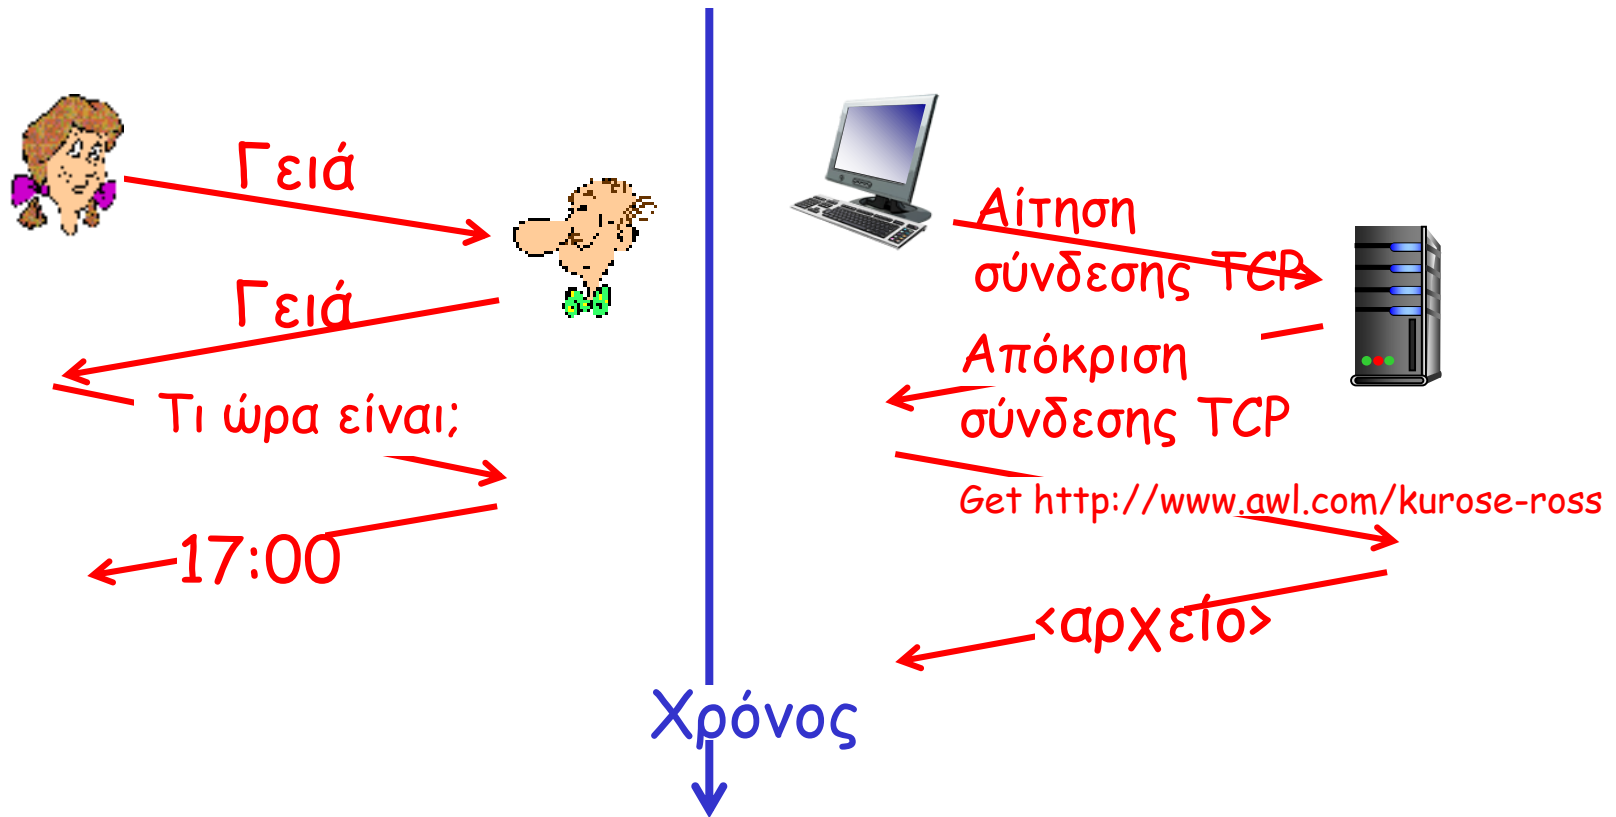 Γειά
Γειά
Τι ώρα είναι;
17:00
Αίτηση
σύνδεσης TCP
Απόκριση
σύνδεσης TCP
Get http://www.awl.com/kurose-ross
<αρχείο>
Χρόνος